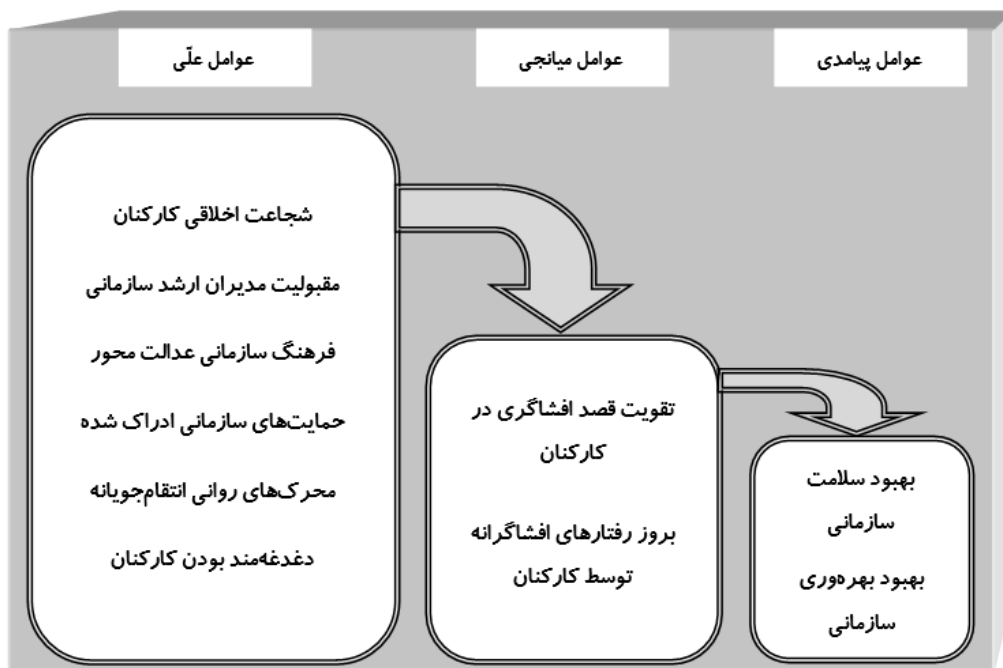 عوامل علّی
شجاعت اخلاقی کارکنان
مقبولیت مدیران ارشد سازمانی
فرهنگ سازمانی عدالت محور
حمایت‌های سازمانی ادراک شده
محرک‌های روانی انتقام‌جویانه
دغدغه‌مند بودن کارکنان
عوامل میانجی
تقویت قصد افشاگری در
کارکنان
بروز رفتارهای افشاگرانه
توسط کارکنان
عوامل پیامدی
بهبود سلامت
سازمانی
بهبود بهره‌وری
سازمانی